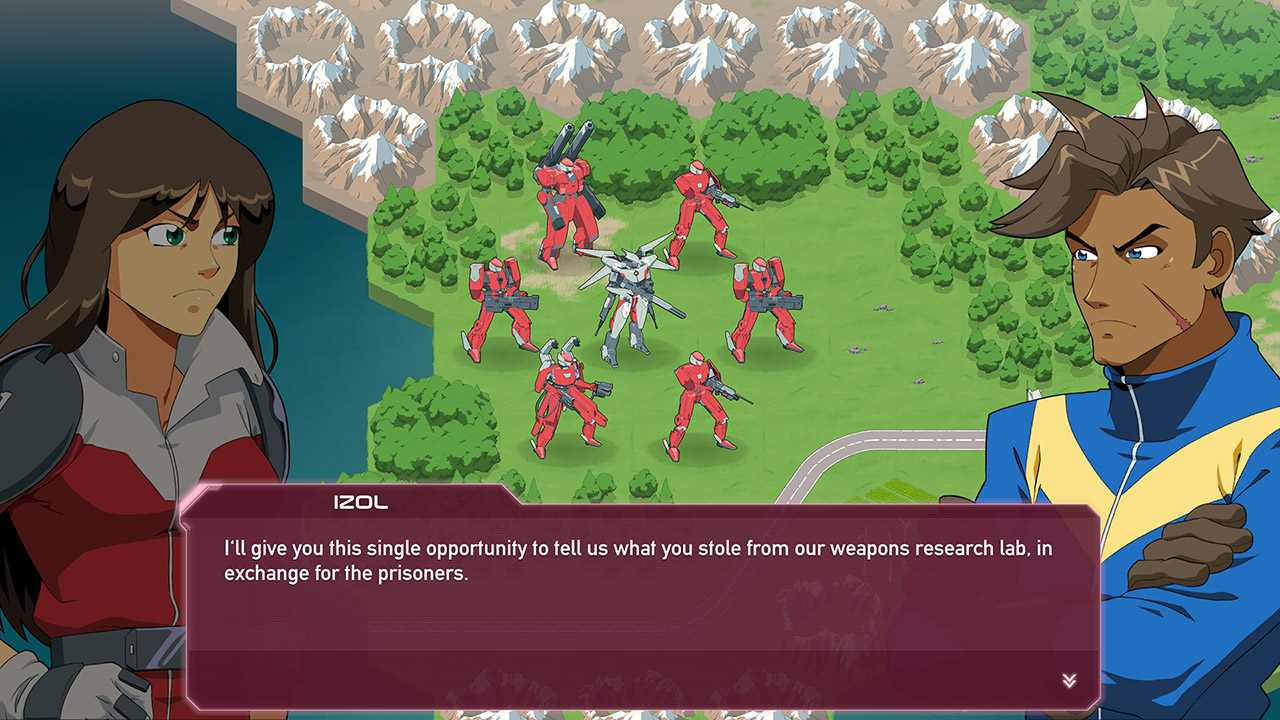 IZOL
I'll give you this single opportunity to tell us what you stole from our weapons research lab, in
exchange for the prisoners.